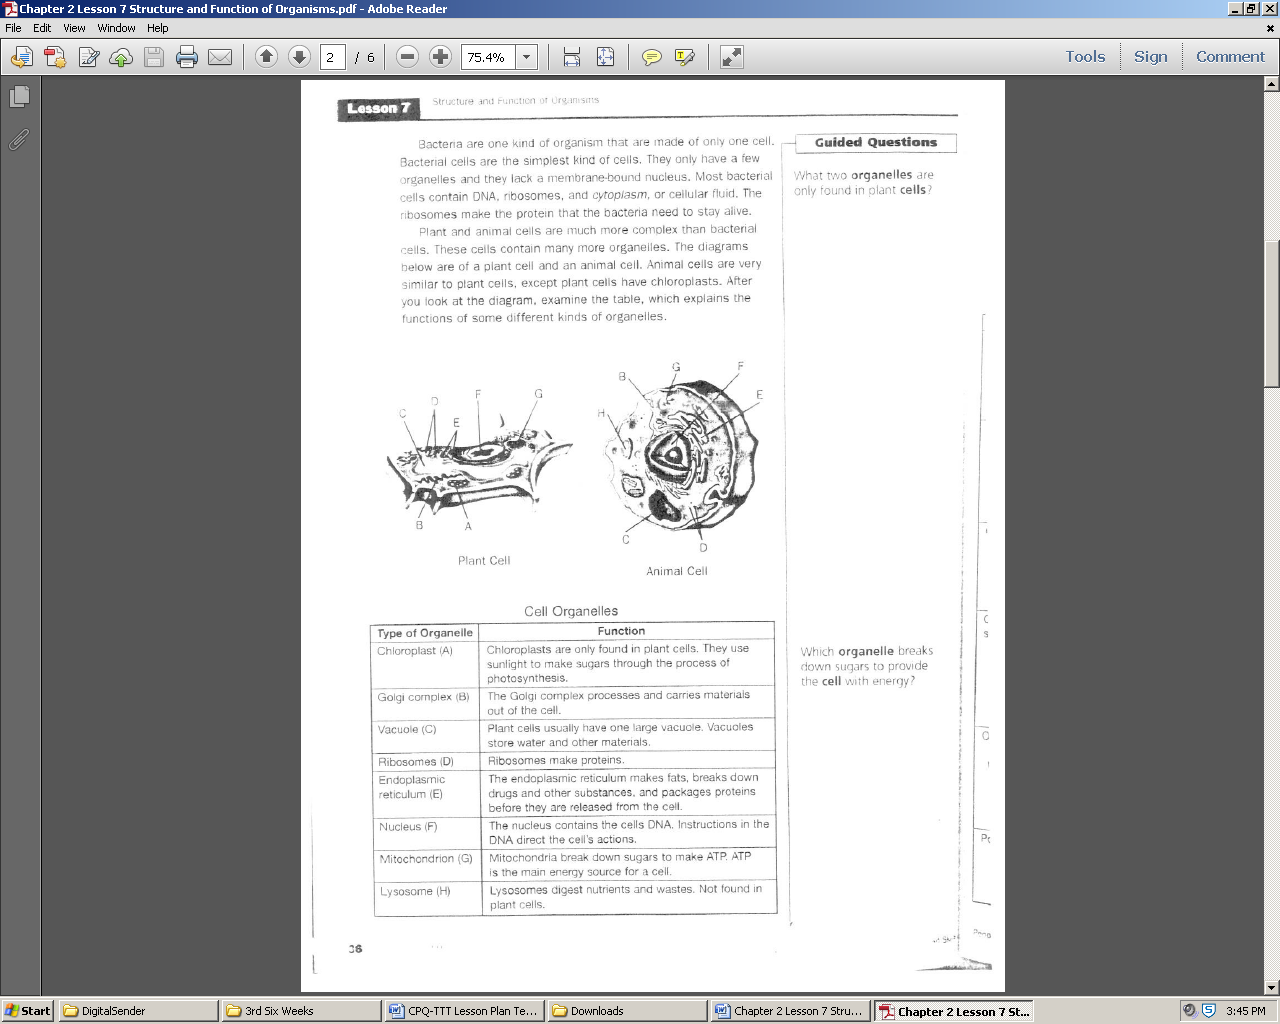 Chapter 2 Lesson 7 Structure and Function of Organisms.pdf - Adobe Reader
File Edit View Window Help
2 / 6 75.4% Tools Sign Comment
Lesson 7 Structure and Function of Organisms
Bacteria are one kind of organism that are made of only one cell.
Bacterial cells are the simplest kind of cells. They only have a few
organelles and they lack a membrane-bound nucleus. Most bacterial
cells contain DNA, ribosomes, and cytoplasm, or cellular fluid. The
ribosomes make the protein that the bacteria need to stay alive.
Plant and animal cells are much more complex than bacterial
cells. These cells contain many more organelles. The diagrams
below are of a plant cell and an animal cell. Animal cells are very
similar to plant cells, except plant cells have chloroplasts. After
you look at the diagram, examine the table, which explains the
functions of some different kinds of organelles.
Guided Questions
What two organelles are
only found in plant cells?
C D E F G
B A
Plant Cell
B G F E
H
C D
Animal Cell
Cell Organelles
Type of Organelle Function
Chloroplast (A) Chloroplasts are only found in plant cells. They use
sunlight to make sugars through the process of
photosynthesis.
Golgi complex (B) The Golgi complex processes and carries materials
out of the cell.
Vacuole (C) Plant cells usually have one large vacuole. Vacuoles
store water and other materials.
Ribosomes (D) Ribosomes make proteins.
Endoplasmic The endoplasmic reticulum makes fats, breaks down
reticulum (E) drugs and other substances, and packages proteins
before they are released from the cell.
Nucleus (F) The nucleus contains the cells DNA. Instructions in the
DNA direct the cell's actions.
Mitochondrion (G) Mitochondria break down sugars to make ATP. ATP
is the main energy source for a cell.
Lysosome (H) Lysosomes digest nutrients and wastes. Not found in
plant cells.
Which organelle breaks
down sugars to provide
the cell with energy?
Start DigitalSender 3rd Six Weeks CPQ-TTT Lesson Plan Te... Downloads Chapter 2 Lesson 7 Stru... Chapter 2 Lesson 7 St... 3:45 PM